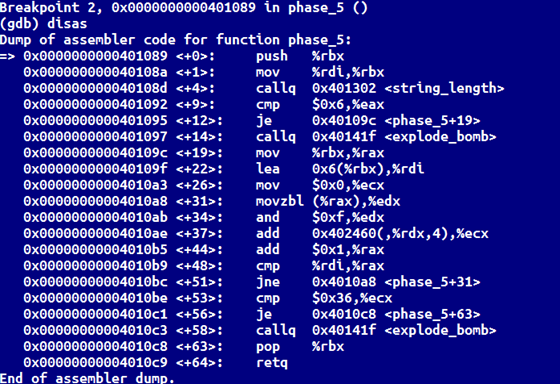 Breakpoint 2, 0x0000000000401089 in phase_5 ()
(gdb) disas
Dump of assembler code for function phase_5:
=> 0x0000000000401089 <+0>:     push   %rbx
   0x000000000040108a <+1>:     mov    %rdi,%rbx
   0x000000000040108d <+4>:     callq  0x401302 <string_length>
   0x0000000000401092 <+9>:     cmp    $0x6,%eax
   0x0000000000401095 <+12>:    je     0x40109c <phase_5+19>
   0x0000000000401097 <+14>:    callq  0x40141f <explode_bomb>
   0x000000000040109c <+19>:    mov    %rbx,%rax
   0x000000000040109f <+22>:    lea    0x6(%rbx),%rdi
   0x00000000004010a3 <+26>:    mov    $0x0,%ecx
   0x00000000004010a8 <+31>:    movzbl (%rax),%edx
   0x00000000004010ab <+34>:    and    $0xf,%edx
   0x00000000004010ae <+37>:    add    0x402460(,%rdx,4),%ecx
   0x00000000004010b5 <+44>:    add    $0x1,%rax
   0x00000000004010b9 <+48>:    cmp    %rdi,%rax
   0x00000000004010bc <+51>:    jne    0x4010a8 <phase_5+31>
   0x00000000004010be <+53>:    cmp    $0x36,%ecx
   0x00000000004010c1 <+56>:    je     0x4010c8 <phase_5+63>
   0x00000000004010c3 <+58>:    callq  0x40141f <explode_bomb>
   0x00000000004010c8 <+63>:    pop    %rbx
   0x00000000004010c9 <+64>:    retq
End of assembler dump.